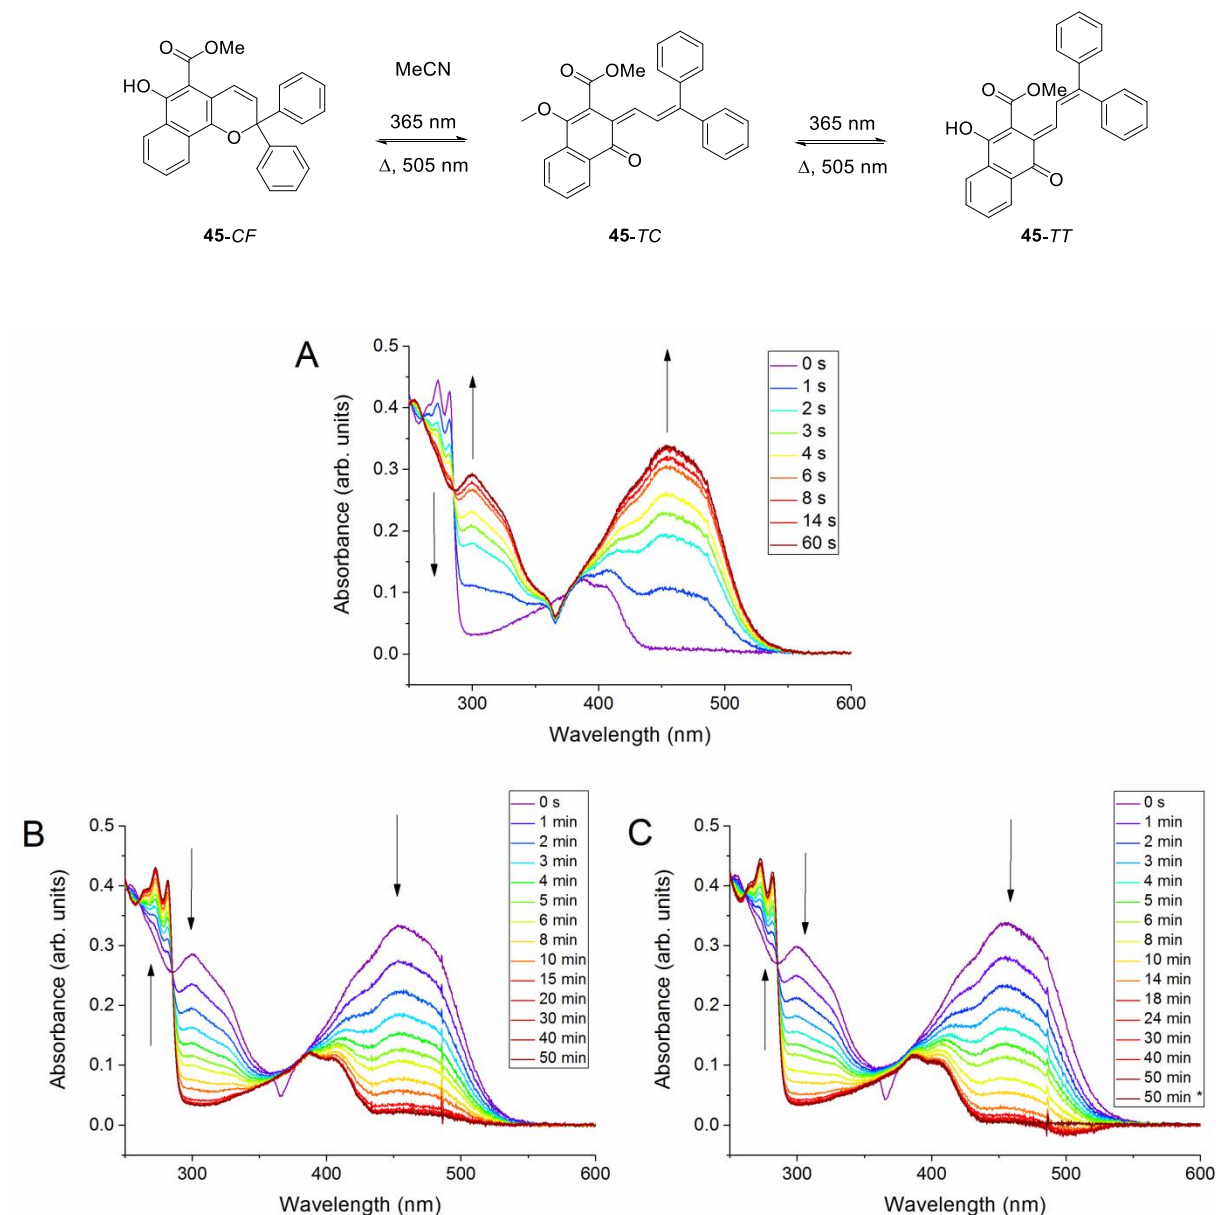 O
OMe
HO
O
MeCN
365 nm
Δ, 505 nm
O
OMe
O
O
365 nm
Δ, 505 nm
O
OMe
HO
O
45-CF
45-TC
45-TT
A
Absorbance (arb. units)
0.5
0.4
0.3
0.2
0.1
0.0
300
400
500
600
Wavelength (nm)
0 s
1 s
2 s
3 s
4 s
6 s
8 s
14 s
60 s
B
Absorbance (arb. units)
0.5
0.4
0.3
0.2
0.1
0.0
300
400
500
600
Wavelength (nm)
0 s
1 min
2 min
3 min
4 min
5 min
6 min
8 min
10 min
15 min
20 min
30 min
40 min
50 min
C
Absorbance (arb. units)
0.5
0.4
0.3
0.2
0.1
0.0
300
400
500
600
Wavelength (nm)
0 s
1 min
2 min
3 min
4 min
5 min
6 min
8 min
10 min
14 min
18 min
24 min
30 min
40 min
50 min
50 min *